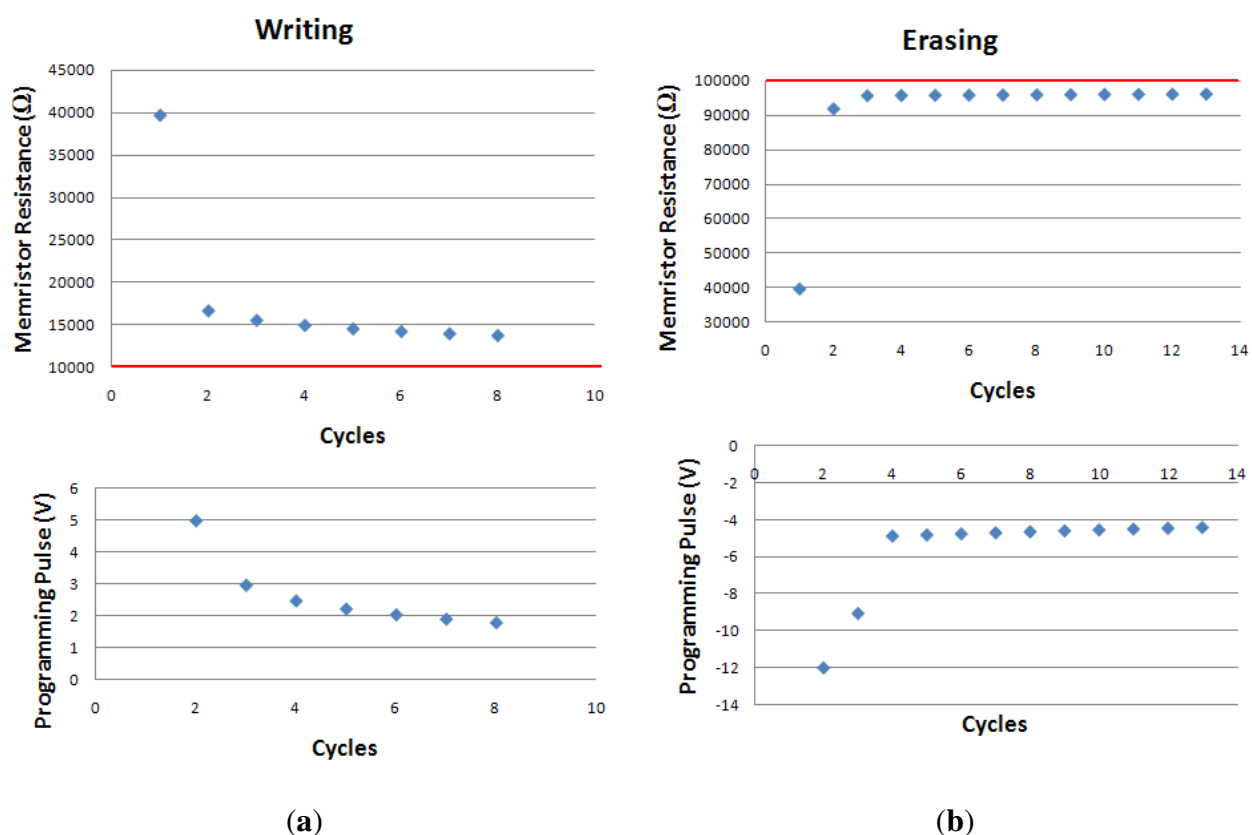 Writing
Memristor Resistance (Ω)
45000
40000
35000
30000
25000
20000
15000
10000
0 2 4 6 8 10
Cycles
Programming Pulse (V)
6
5
4
3
2
1
0
0 2 4 6 8 10
Cycles
(a)
Erasing
Memristor Resistance (Ω)
100000
90000
80000
70000
60000
50000
40000
30000
0 2 4 6 8 10 12 14
Cycles
Programming Pulse (V)
0
0 2 4 6 8 10 12 14
-2
-4
-6
-8
-10
-12
-14
Cycles
(b)